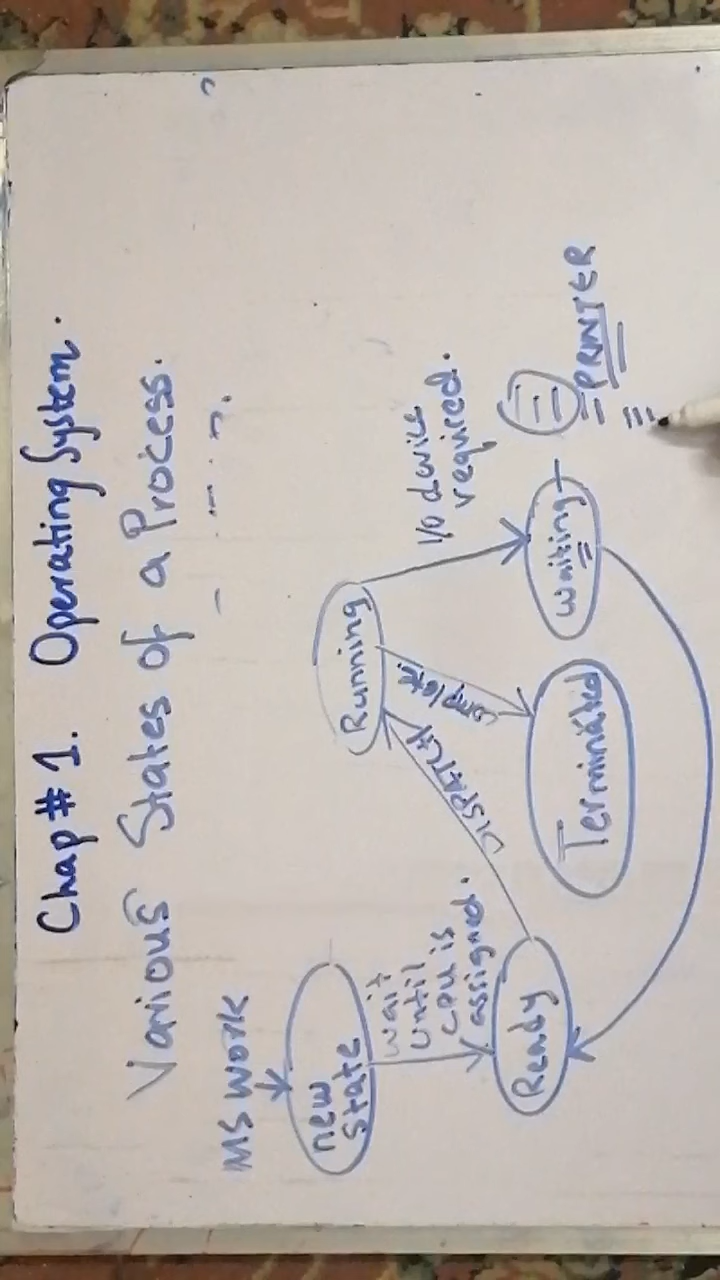 Chap # 1. Operating System.
Various States of a Process.
MS WORK
new
state
wait
until
CPU is
assigned.
Ready
DISPATCH
Running
complete
Terminated
I/O device
required.
waiting
PRINTER